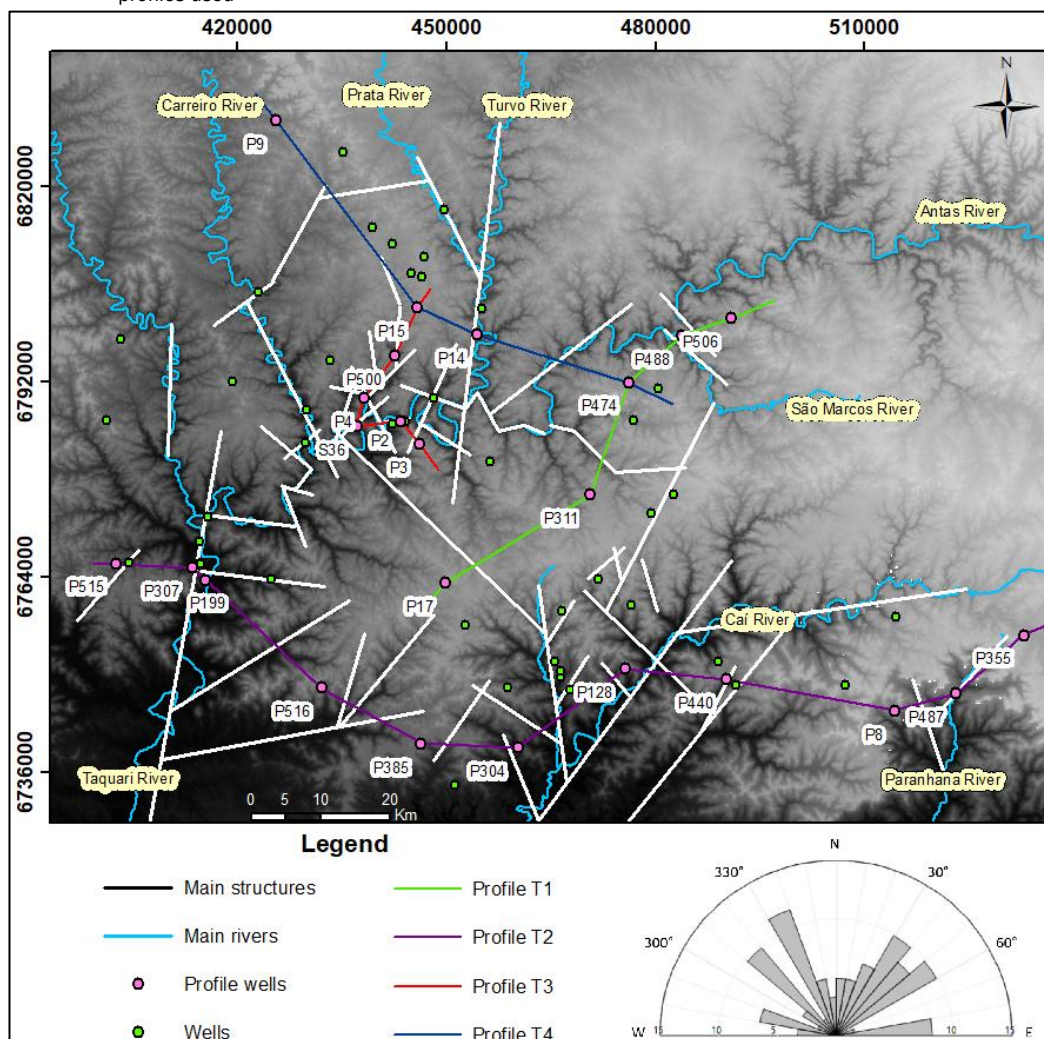 profiles used
420000 450000 480000 510000
N
Carreiro River
Prata River
Turvo River
P9
6820000
Antas River
P15
P14
P506
P488
6792000
P500
P474
São Marcos River
P4
P2
S36
P3
P311
6764000
P515
P307
P199
P17
Caí River
P355
P516
P128
P440
P487
P8
P385
P304
6736000
Taquari River
Paranhana River
0 5 10 20
Km
Legend
Main structures
Main rivers
Profile wells
Wells
Profile T1
Profile T2
Profile T3
Profile T4
N
330° 30°
300° 60°
W 15 10 5 5 10 15 E